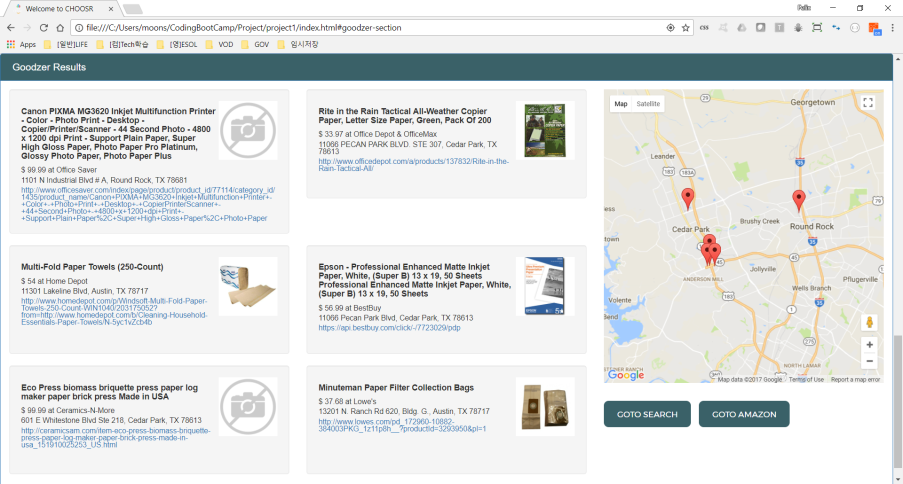 Welcome to CHOOSR
file:///C:/Users/moons/CodingBootCamp/Project/project1/index.html#goodzer-section
Apps
[일반]LIFE
[컴]Tech학습
[영]ESOL
VOD
GOV
임시저장
Goodzer Results
Canon PIXMA MG3620 Inkjet Multifunction Printer
- Color - Photo Print - Desktop -
Copier/Printer/Scanner - 44 Second Photo - 4800
x 1200 dpi Print - Support Plain Paper, Super
High Gloss Paper, Photo Paper Pro Platinum,
Glossy Photo Paper, Photo Paper Plus
$ 99.99 at Office Saver
1101 N Industrial Blvd # A, Round Rock, TX 78681
http://www.officesaver.com/index/page/product/product_id/77114/category_id/
1435/product_name/Canon+PIXMA+MG3620+Inkjet+Multifunction+Printer+-
+Color+-+Photo+Print+-+Desktop+-+CopierPrinterScanner+-
+44+Second+Photo+-+4800+x+1200+dpi+Print+-
+Support+Plain+Paper%2C+Super+High+Gloss+Paper%2C+Photo+Paper
Rite in the Rain Tactical All-Weather Copier
Paper, Letter Size Paper, Green, Pack Of 200
$ 33.97 at Office Depot & OfficeMax
11066 PECAN PARK BLVD. STE 307, Cedar Park, TX
78613
http://www.officedepot.com/a/products/137832/Rite-in-the-
Rain-Tactical-All/
Multi-Fold Paper Towels (250-Count)
$ 54 at Home Depot
11301 Lakeline Blvd, Austin, TX 78717
http://www.homedepot.com/p/Windsoft-Multi-Fold-Paper-
Towels-250-Count-WIN1040/203175052?
from=http://www.homedepot.com/b/Cleaning-Household-
Essentials-Paper-Towels/N-5yc1vZcb4b
Epson - Professional Enhanced Matte Inkjet
Paper, White, (Super B) 13 x 19, 50 Sheets
Professional Enhanced Matte Inkjet Paper, White,
(Super B) 13 x 19, 50 Sheets
$ 56.99 at BestBuy
11066 Pecan Park Blvd, Cedar Park, TX 78613
https://api.bestbuy.com/click/-/7723029/pdp
Eco Press biomass briquette press paper log
maker paper brick press Made in USA
$ 99.99 at Ceramics-N-More
601 E Whitestone Blvd Ste 218, Cedar Park, TX 78613
http://ceramicsam.com/item-eco-press-biomass-briquette-
press-paper-log-maker-paper-brick-press-made-in-
usa_151910025253_US.html
Minuteman Paper Filter Collection Bags
$ 37.68 at Lowe's
13201 N. Ranch Rd 620, Bldg. G., Austin, TX 78717
http://www.lowes.com/pd_172960-10882-
384003PKG_1z11p8h__?productId=3293950&pl=1
Map
Satellite
Georgetown
Leander
29
183
183A
35
79
Brushy Creek
Round Rock
Cedar Park
45
ANDERSON MILL
Jollyville
Pflugerville
Wells Branch
Volente
183
1
275
NORTH LAMAR
Google
Map data ©2017 Google
Terms of Use
Report a map error
GOTO SEARCH
GOTO AMAZON